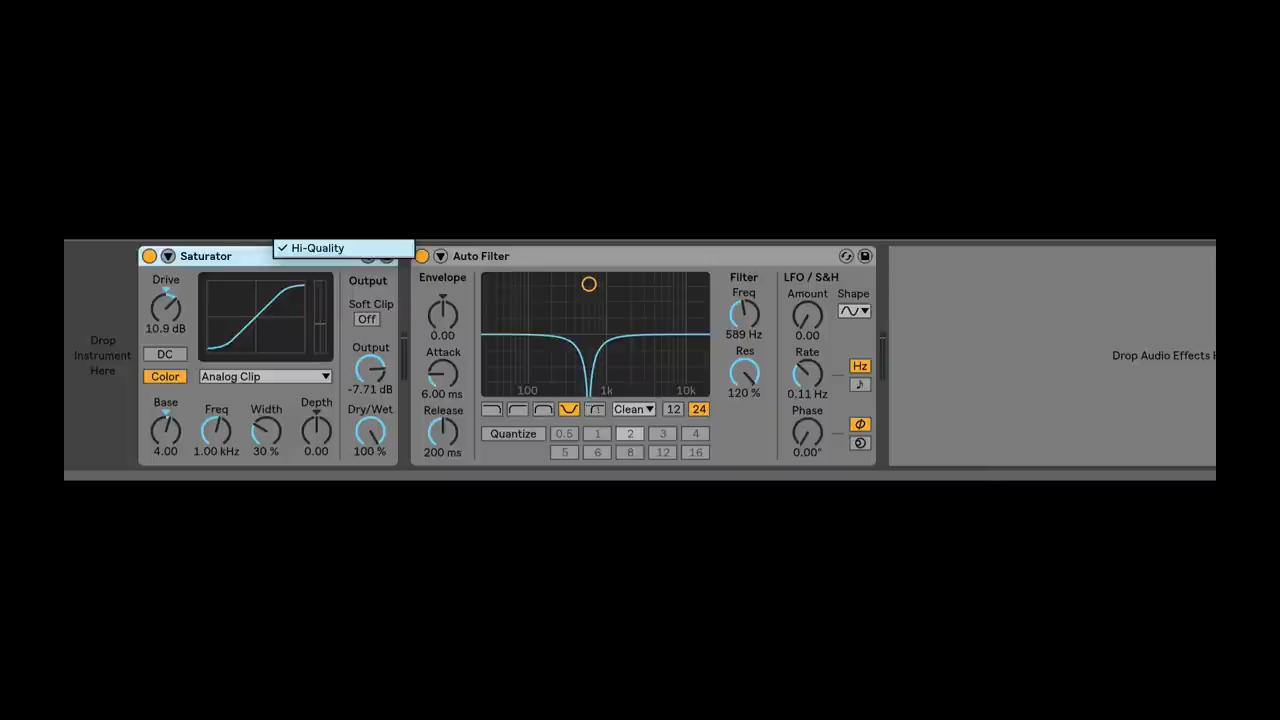 Drop
Instrument
Here
Saturator
✓ Hi-Quality
Drive
10.9 dB
DC
Color
Analog Clip
Base
4.00
Freq
1.00 kHz
Width
30 %
Depth
0.00
Output
Soft Clip
Off
Output
-7.71 dB
Dry/Wet
100 %
Auto Filter
Envelope
0.00
Attack
6.00 ms
Release
200 ms
100
1k
10k
Clean
12
24
Quantize
0.5
1
2
3
4
5
6
8
12
16
Filter
Freq
589 Hz
Res
120 %
LFO / S&H
Amount
0.00
Shape
Rate
0.11 Hz
Hz
Phase
0.00°
Drop Audio Effects